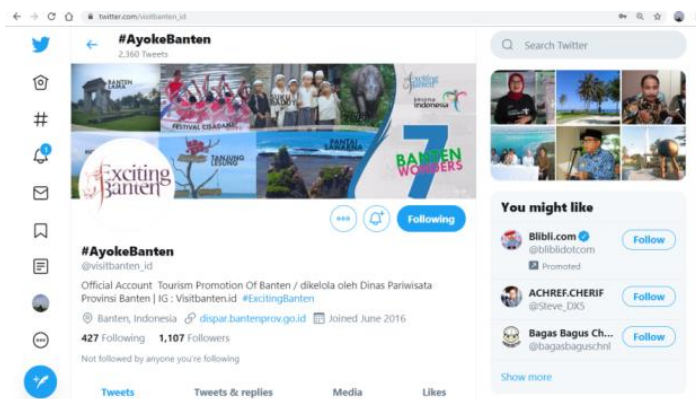 twitter.com/visitbanten_id
#AyokeBanten
2,360 Tweets
Search Twitter
BANTEN LAMA
FESTIVAL CISADANE
SUKU BADUY
Exciting Banten
pesona indonesia
TANJUNG LESUNG
PANTAI SAWARNA
7
BANTEN WONDERS
Exciting Banten
Following
You might like
Blibli.com
@bliblidotcom
Promoted
Follow
ACHREF.CHERIF
@Steve_DX5
Follow
Bagas Bagus Ch...
@bagasbaguschnl
Follow
Show more
#AyokeBanten
@visitbanten_id
Official Account Tourism Promotion Of Banten / dikelola oleh Dinas Pariwisata
Provinsi Banten | IG : Visitbanten.id #ExcitingBanten
Banten, Indonesia dispar.bantenprov.go.id Joined June 2016
427 Following 1,107 Followers
Not followed by anyone you're following
Tweets Tweets & replies Media Likes